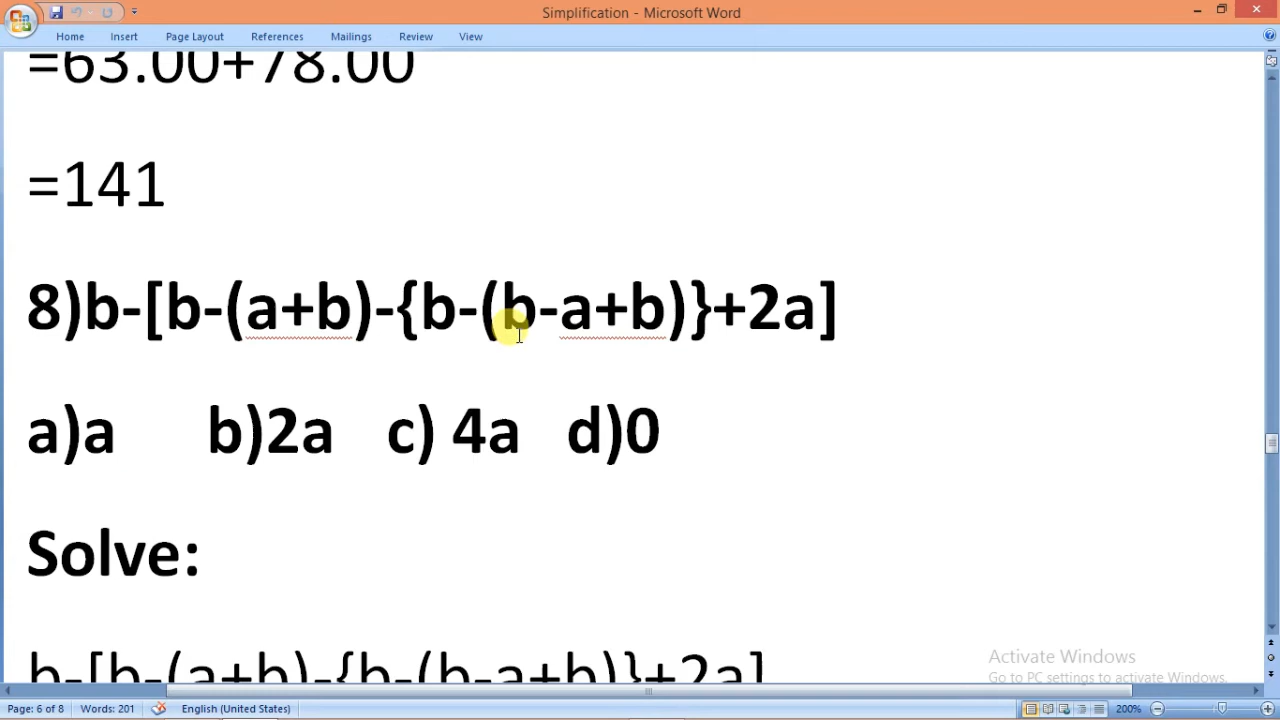 Simplification - Microsoft Word
Home Insert Page Layout References Mailings Review View
=63.00+78.00
=141
8)b-[b-(a+b)-{b-(b-a+b)}+2a]
a)a b)2a c) 4a d)0
Solve:
b-[b-(a+b)-{b-(b-a+b)}+2a]
Activate Windows
Go to PC settings to activate Windows.
Page: 6 of 8 Words: 201 English (United States) 200%